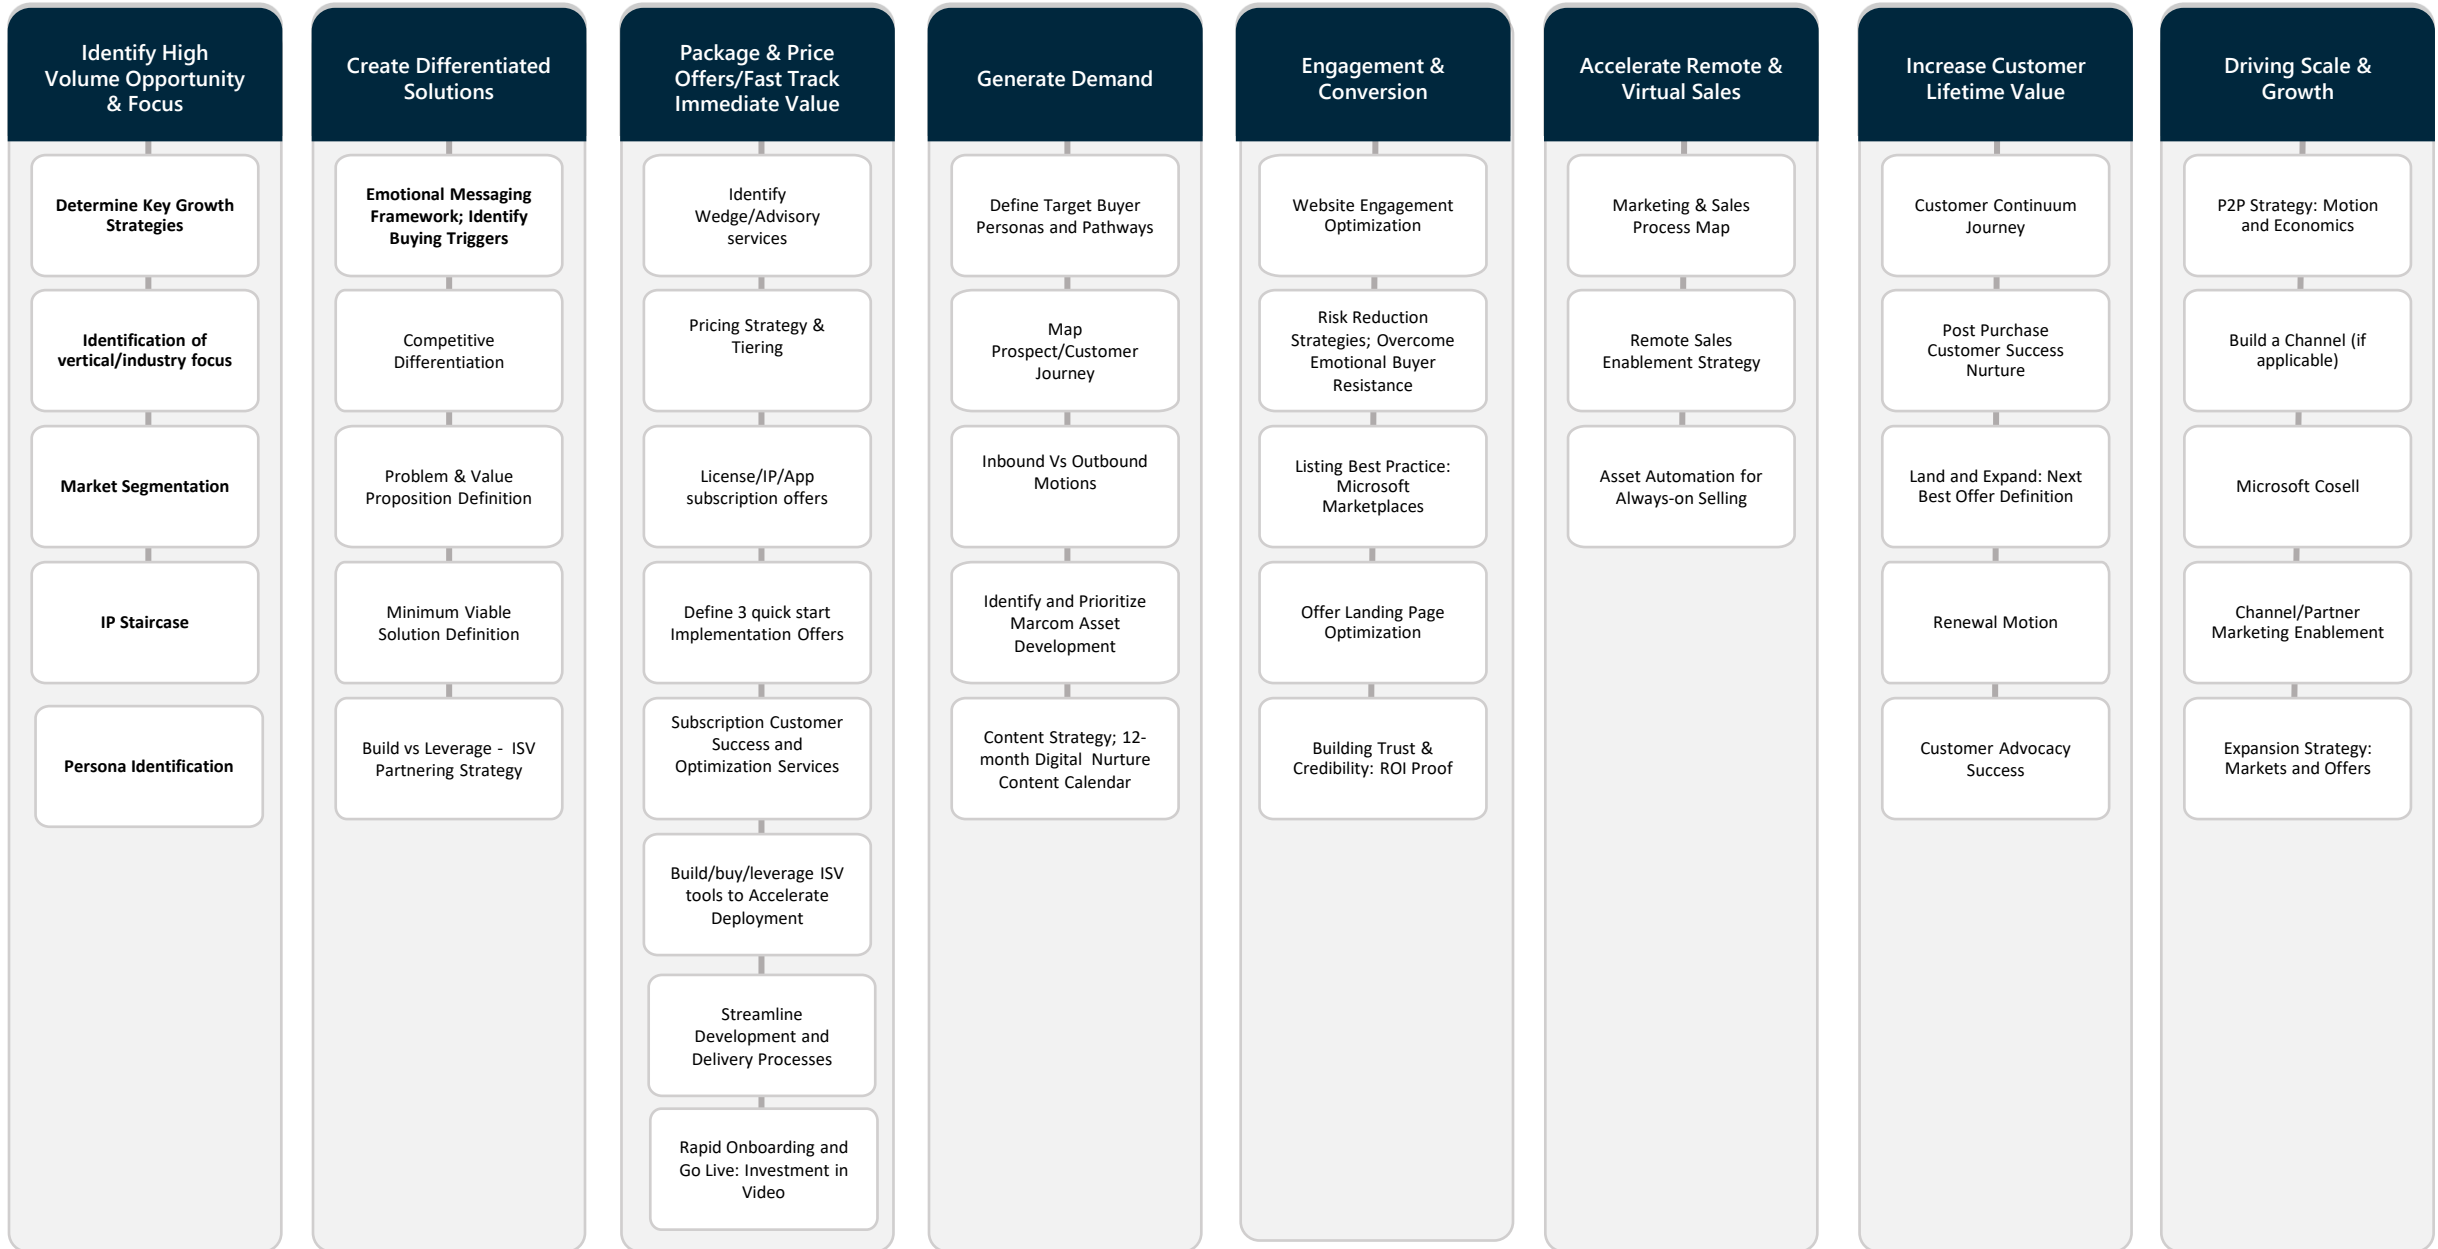 Identify High
Volume Opportunity
& Focus
Determine Key Growth
Strategies
Identification of
vertical/industry focus
Market Segmentation
IP Staircase
Persona Identification
Create Differentiated
Solutions
Emotional Messaging
Framework; Identify
Buying Triggers
Competitive
Differentiation
Problem & Value
Proposition Definition
Minimum Viable
Solution Definition
Build vs Leverage - ISV
Partnering Strategy
Package & Price
Offers/Fast Track
Immediate Value
Identify
Wedge/Advisory
services
Pricing Strategy &
Tiering
License/IP/App
subscription offers
Define 3 quick start
Implementation Offers
Subscription Customer
Success and
Optimization Services
Build/buy/leverage ISV
tools to Accelerate
Deployment
Streamline
Development and
Delivery Processes
Rapid Onboarding and
Go Live: Investment in
Video
Generate Demand
Define Target Buyer
Personas and Pathways
Map
Prospect/Customer
Journey
Inbound Vs Outbound
Motions
Identify and Prioritize
Marcom Asset
Development
Content Strategy; 12-
month Digital Nurture
Content Calendar
Engagement &
Conversion
Website Engagement
Optimization
Risk Reduction
Strategies; Overcome
Emotional Buyer
Resistance
Listing Best Practice:
Microsoft
Marketplaces
Offer Landing Page
Optimization
Building Trust &
Credibility: ROI Proof
Accelerate Remote &
Virtual Sales
Marketing & Sales
Process Map
Remote Sales
Enablement Strategy
Asset Automation for
Always-on Selling
Increase Customer
Lifetime Value
Customer Continuum
Journey
Post Purchase
Customer Success
Nurture
Land and Expand: Next
Best Offer Definition
Renewal Motion
Customer Advocacy
Success
Driving Scale &
Growth
P2P Strategy: Motion
and Economics
Build a Channel (if
applicable)
Microsoft Cosell
Channel/Partner
Marketing Enablement
Expansion Strategy:
Markets and Offers